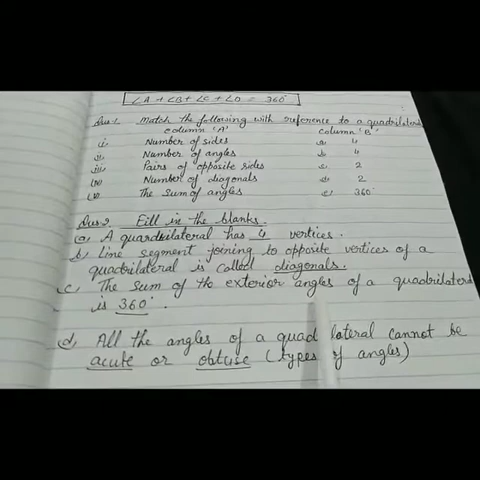 ∠A + ∠B + ∠C + ∠D = 360°
Ques1. Match the following with reference to a quadrilateral
Column 'A' Column 'B'
(i) Number of sides a) 4
(ii) Number of angles b) 4
(iii) Pairs of opposite sides c) 2
(iv) Number of diagonals d) 2
(v) The Sum of angles e) 360°
Ques2. Fill in the blanks.
(a) A quadrilateral has 4 vertices.
b) Line segment joining to opposite vertices of a
quadrilateral is called diagonals.
c) The sum of the exterior angles of a quadrilateral
is 360°.
d) All the angles of a quad lateral cannot be
acute or obtuse (types of angles)